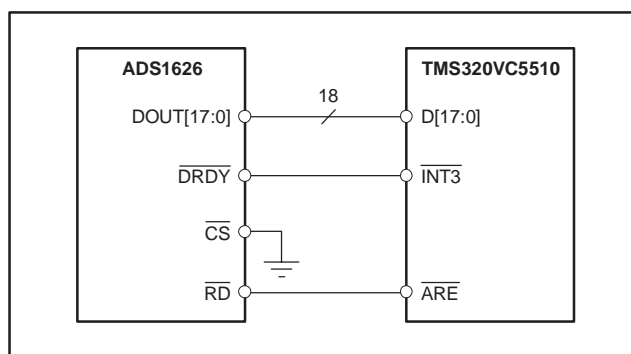 ADS1626 TMS320VC5510
18
DOUT[17:0] D[17:0]
DRDY INT3
CS
RD ARE